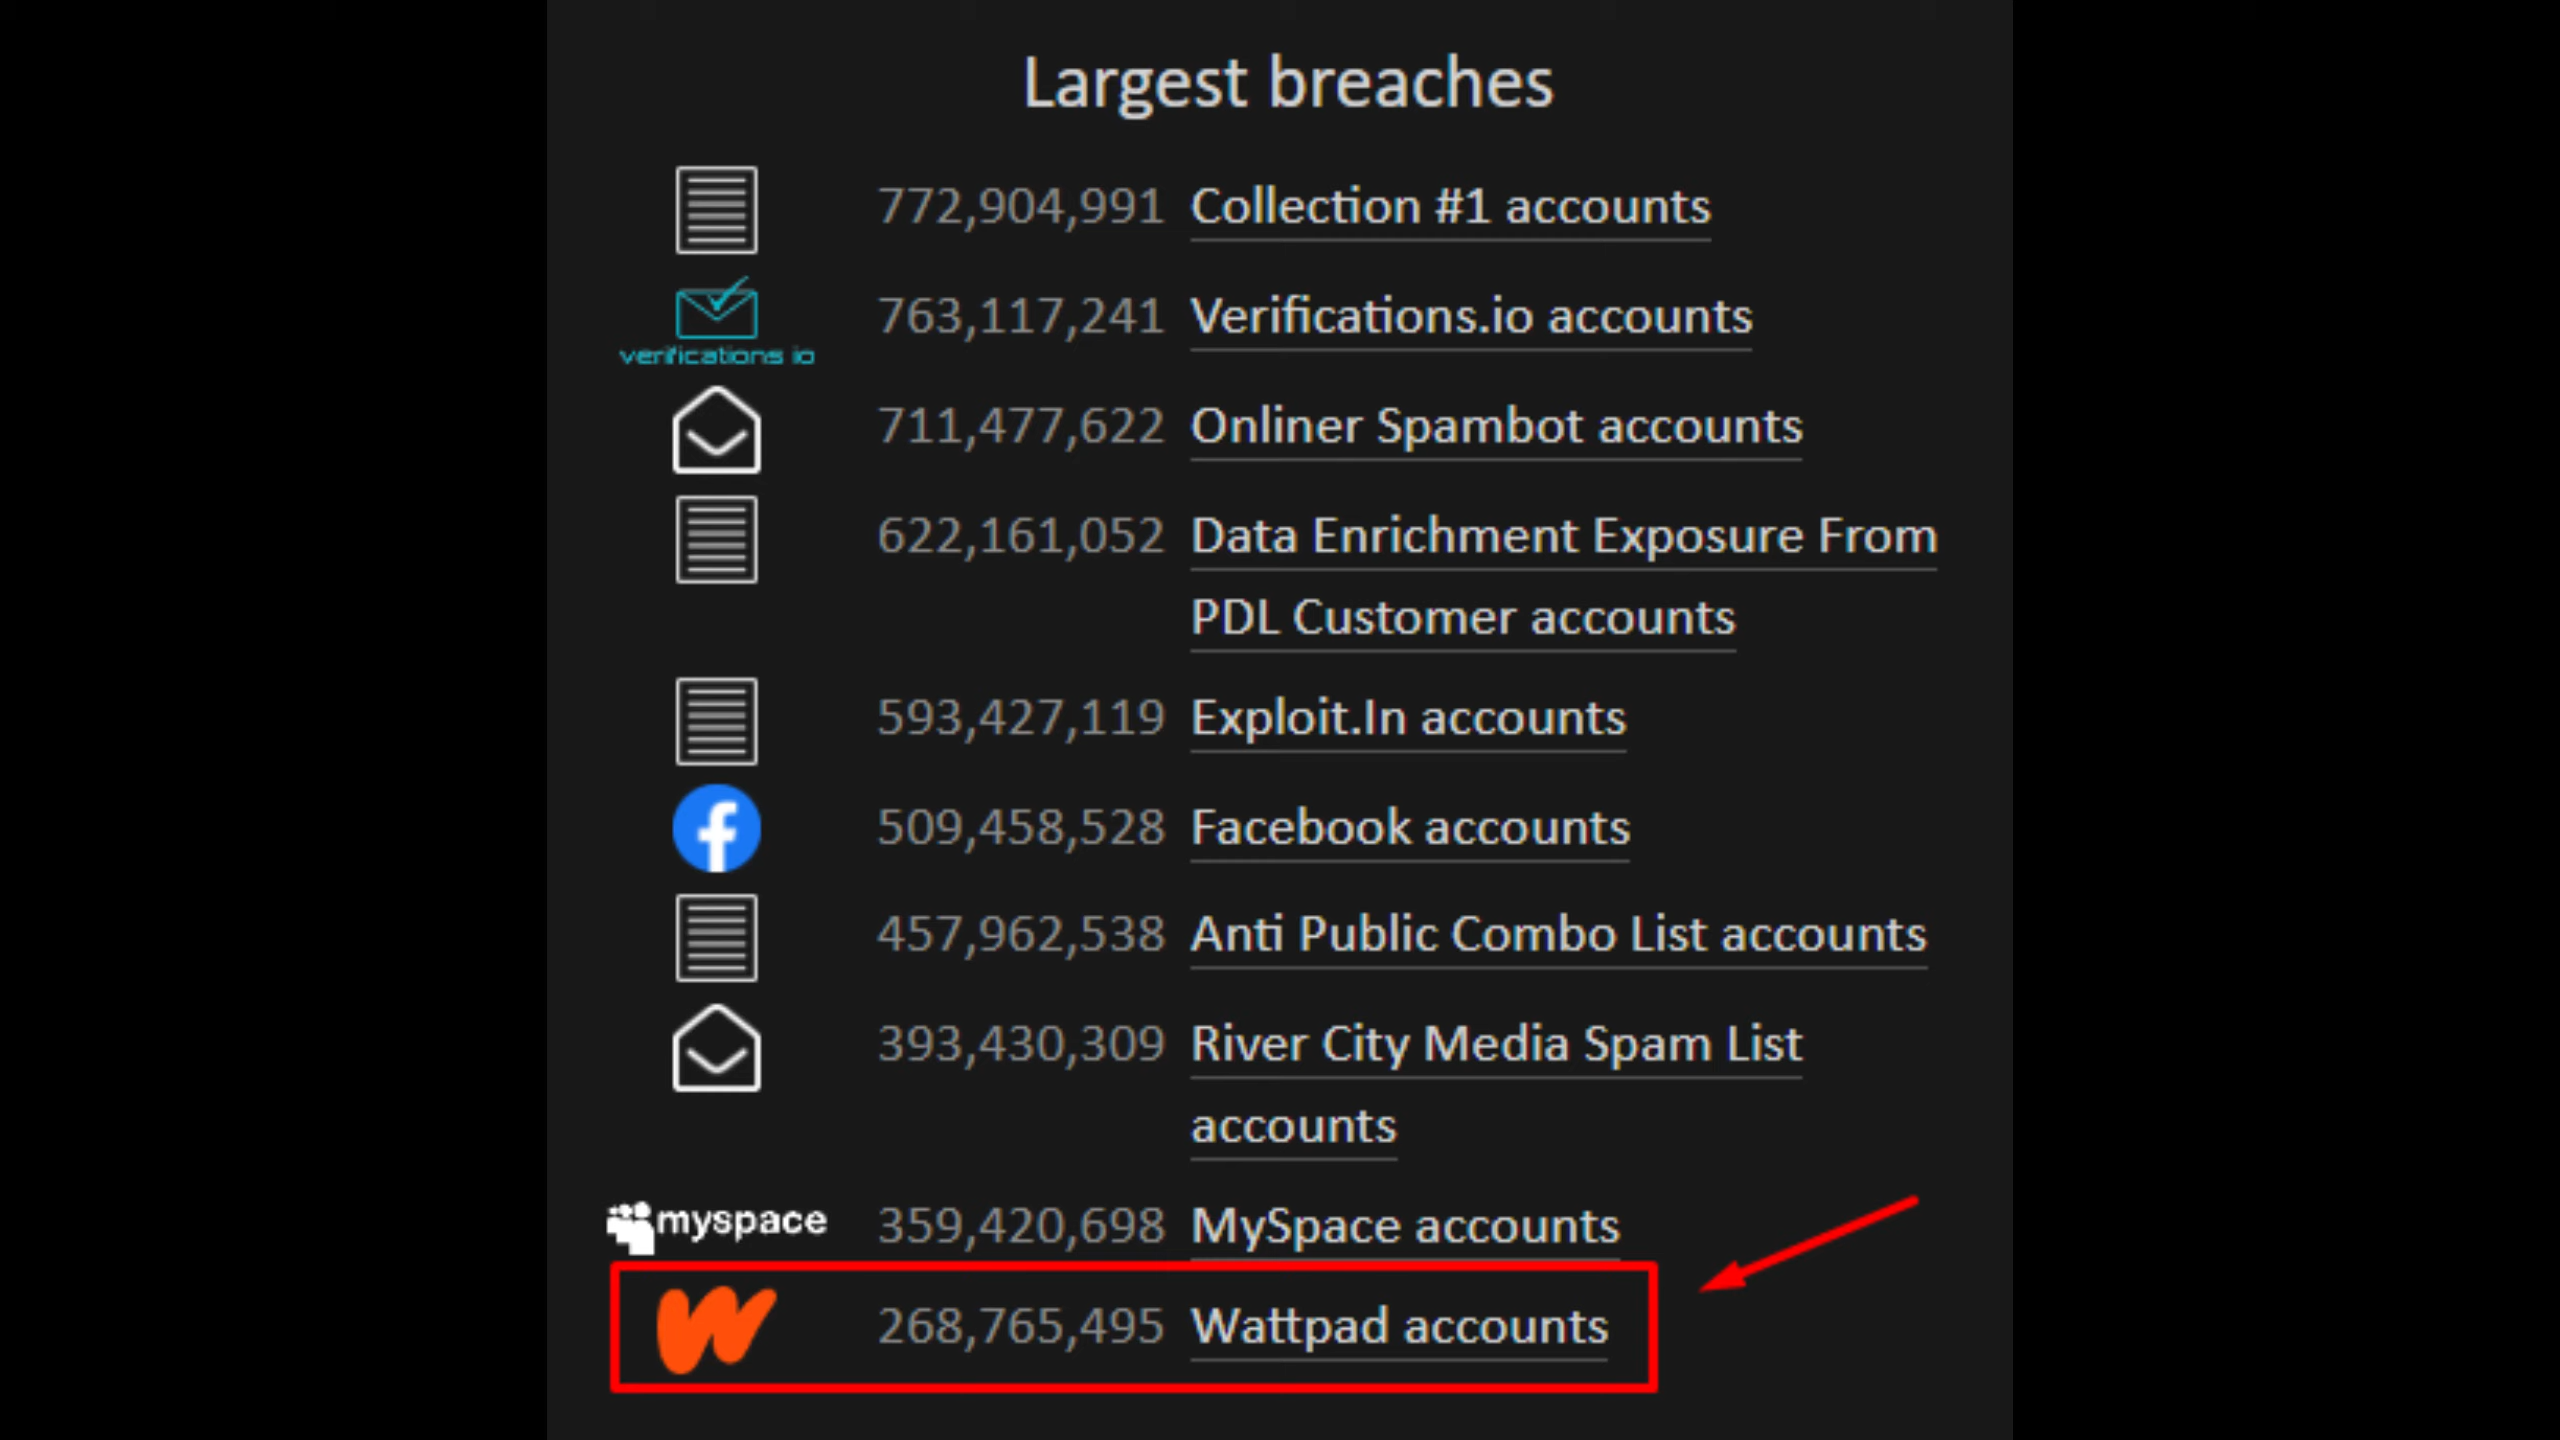 Largest breaches
772,904,991 Collection #1 accounts
763,117,241 Verifications.io accounts
verifications io
711,477,622 Onliner Spambot accounts
622,161,052 Data Enrichment Exposure From
PDL Customer accounts
593,427,119 Exploit.In accounts
509,458,528 Facebook accounts
457,962,538 Anti Public Combo List accounts
393,430,309 River City Media Spam List
accounts
myspace 359,420,698 MySpace accounts
268,765,495 Wattpad accounts